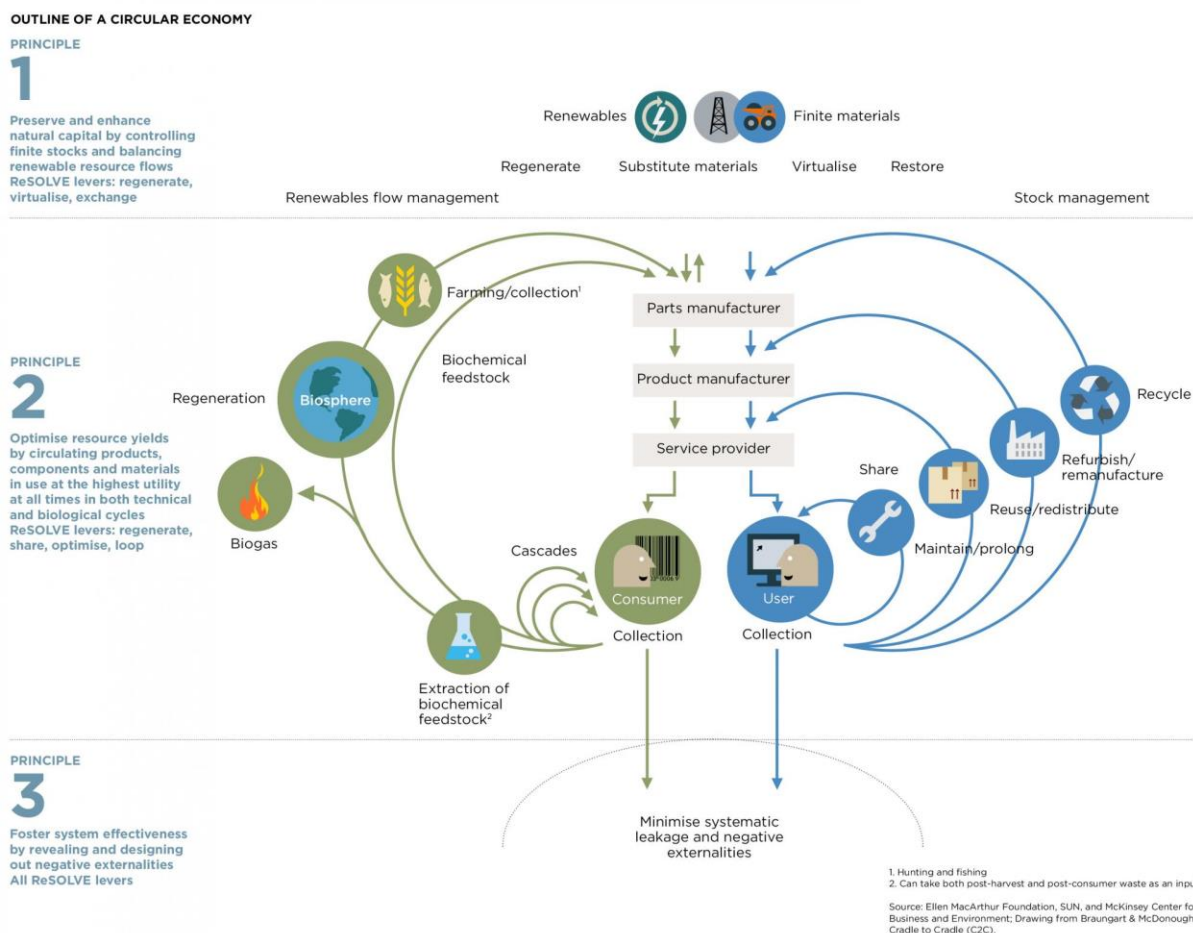 OUTLINE OF A CIRCULAR ECONOMY
PRINCIPLE
1
Preserve and enhance
natural capital by controlling
finite stocks and balancing
renewable resource flows
ReSOLVE levers: regenerate,
virtualise, exchange
Renewables
Finite materials
Regenerate
Substitute materials
Virtualise
Restore
Renewables flow management
Stock management
PRINCIPLE
2
Optimise resource yields
by circulating products,
components and materials
in use at the highest utility
at all times in both technical
and biological cycles
ReSOLVE levers: regenerate,
share, optimise, loop
Farming/collection¹
Biochemical
feedstock
Regeneration
Biosphere
Biogas
Cascades
Extraction of
biochemical
feedstock²
Parts manufacturer
Product manufacturer
Service provider
Consumer
Collection
User
Collection
Share
Maintain/prolong
Reuse/redistribute
Refurbish/
remanufacture
Recycle
PRINCIPLE
3
Foster system effectiveness
by revealing and designing
out negative externalities
All ReSOLVE levers
Minimise systematic
leakage and negative
externalities
1. Hunting and fishing
2. Can take both post-harvest and post-consumer waste as an inpu
Source: Ellen MacArthur Foundation, SUN, and McKinsey Center fo
Business and Environment; Drawing from Braungart & McDonough
Cradle to Cradle (C2C).